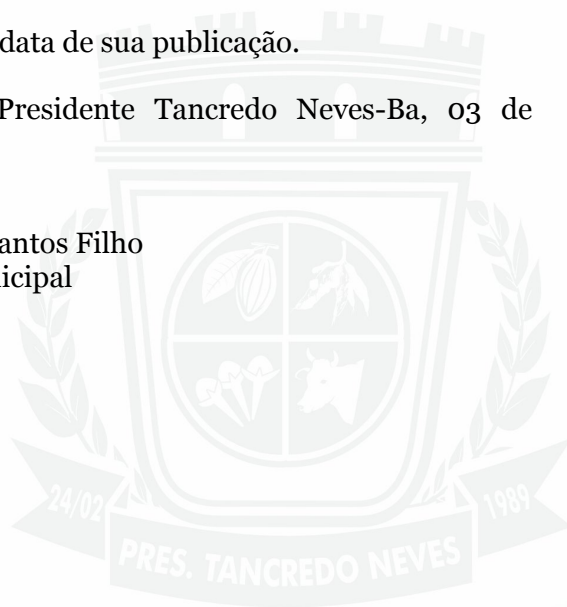 data de sua publicação.
Presidente Tancredo Neves-Ba, 03 de
antos Filho
icipal
24/02
1989
PRES. TANCREDO NEVES